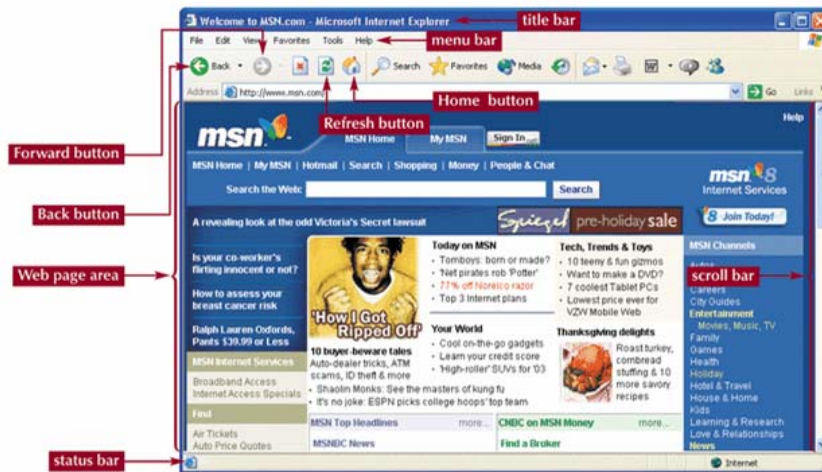 Welcome to MSN.com - Microsoft Internet Explorer
title bar
File Edit View Favorites Tools Help
menu bar
Back
Search
Favorites
Media
Address
http://www.msn.com/
Go
Links
Home button
Refresh button
Forward button
Back button
Web page area
scroll bar
status bar
Help
msn
MSN Home
My MSN
Sign In
MSN Home | My MSN | Hotmail | Search | Shopping | Money | People & Chat
Search the Web:
Search
msn 8
Internet Services
8 Join Today!
A revealing look at the odd Victoria's Secret lawsuit
Spiegel pre-holiday sale
Is your co-worker's
flirting innocent or not?
How to assess your
breast cancer risk
Ralph Lauren Oxfords,
Pants $39.99 or Less
MSN Internet Services
Broadband Access
Internet Access Specials
Find
Air Tickets
Auto Price Quotes
'How I Got
Ripped Off'
10 buyer-beware tales
Auto-dealer tricks, ATM
scams, ID theft & more
• Shaolin Monks: See the masters of kung fu
• It's no joke: ESPN picks college hoops' top team
Today on MSN
• Tomboys: born or made?
• 'Net pirates rob 'Potter'
• 77% off Norelco razor
• Top 3 Internet plans
Your World
• Cool on-the-go gadgets
• Learn your credit score
• 'High-roller' SUVs for '03
Tech, Trends & Toys
• 10 teeny & fun gizmos
• Want to make a DVD?
• 7 coolest Tablet PCs
• Lowest price ever for
VZW Mobile Web
Thanksgiving delights
Roast turkey,
cornbread
stuffing & 10
more savory
recipes
MSN Top Headlines more...
MSNBC News
CNBC on MSN Money more...
Find a Broker
MSN Channels
Careers
City Guides
Entertainment
Movies, Music, TV
Family
Games
Health
Holiday
Hotel & Travel
House & Home
Kids
Learning & Research
Love & Relationships
News
Internet